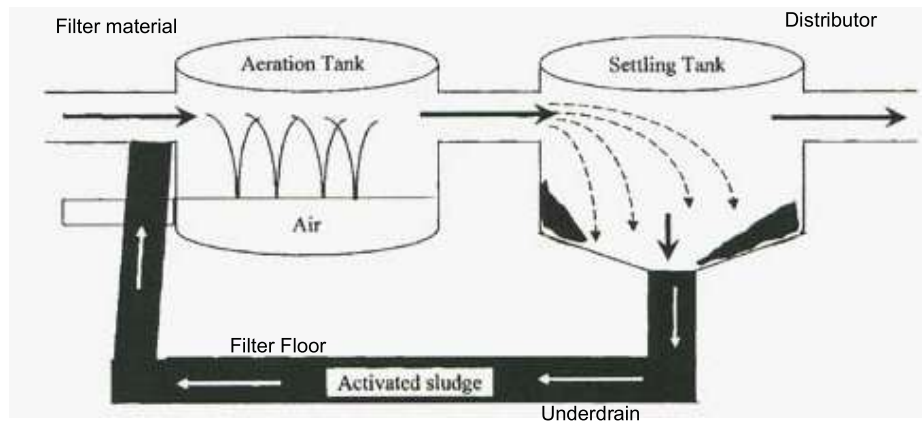 Filter material
Distributor
Aeration Tank
Settling Tank
Air
Filter Floor
Activated sludge
Underdrain